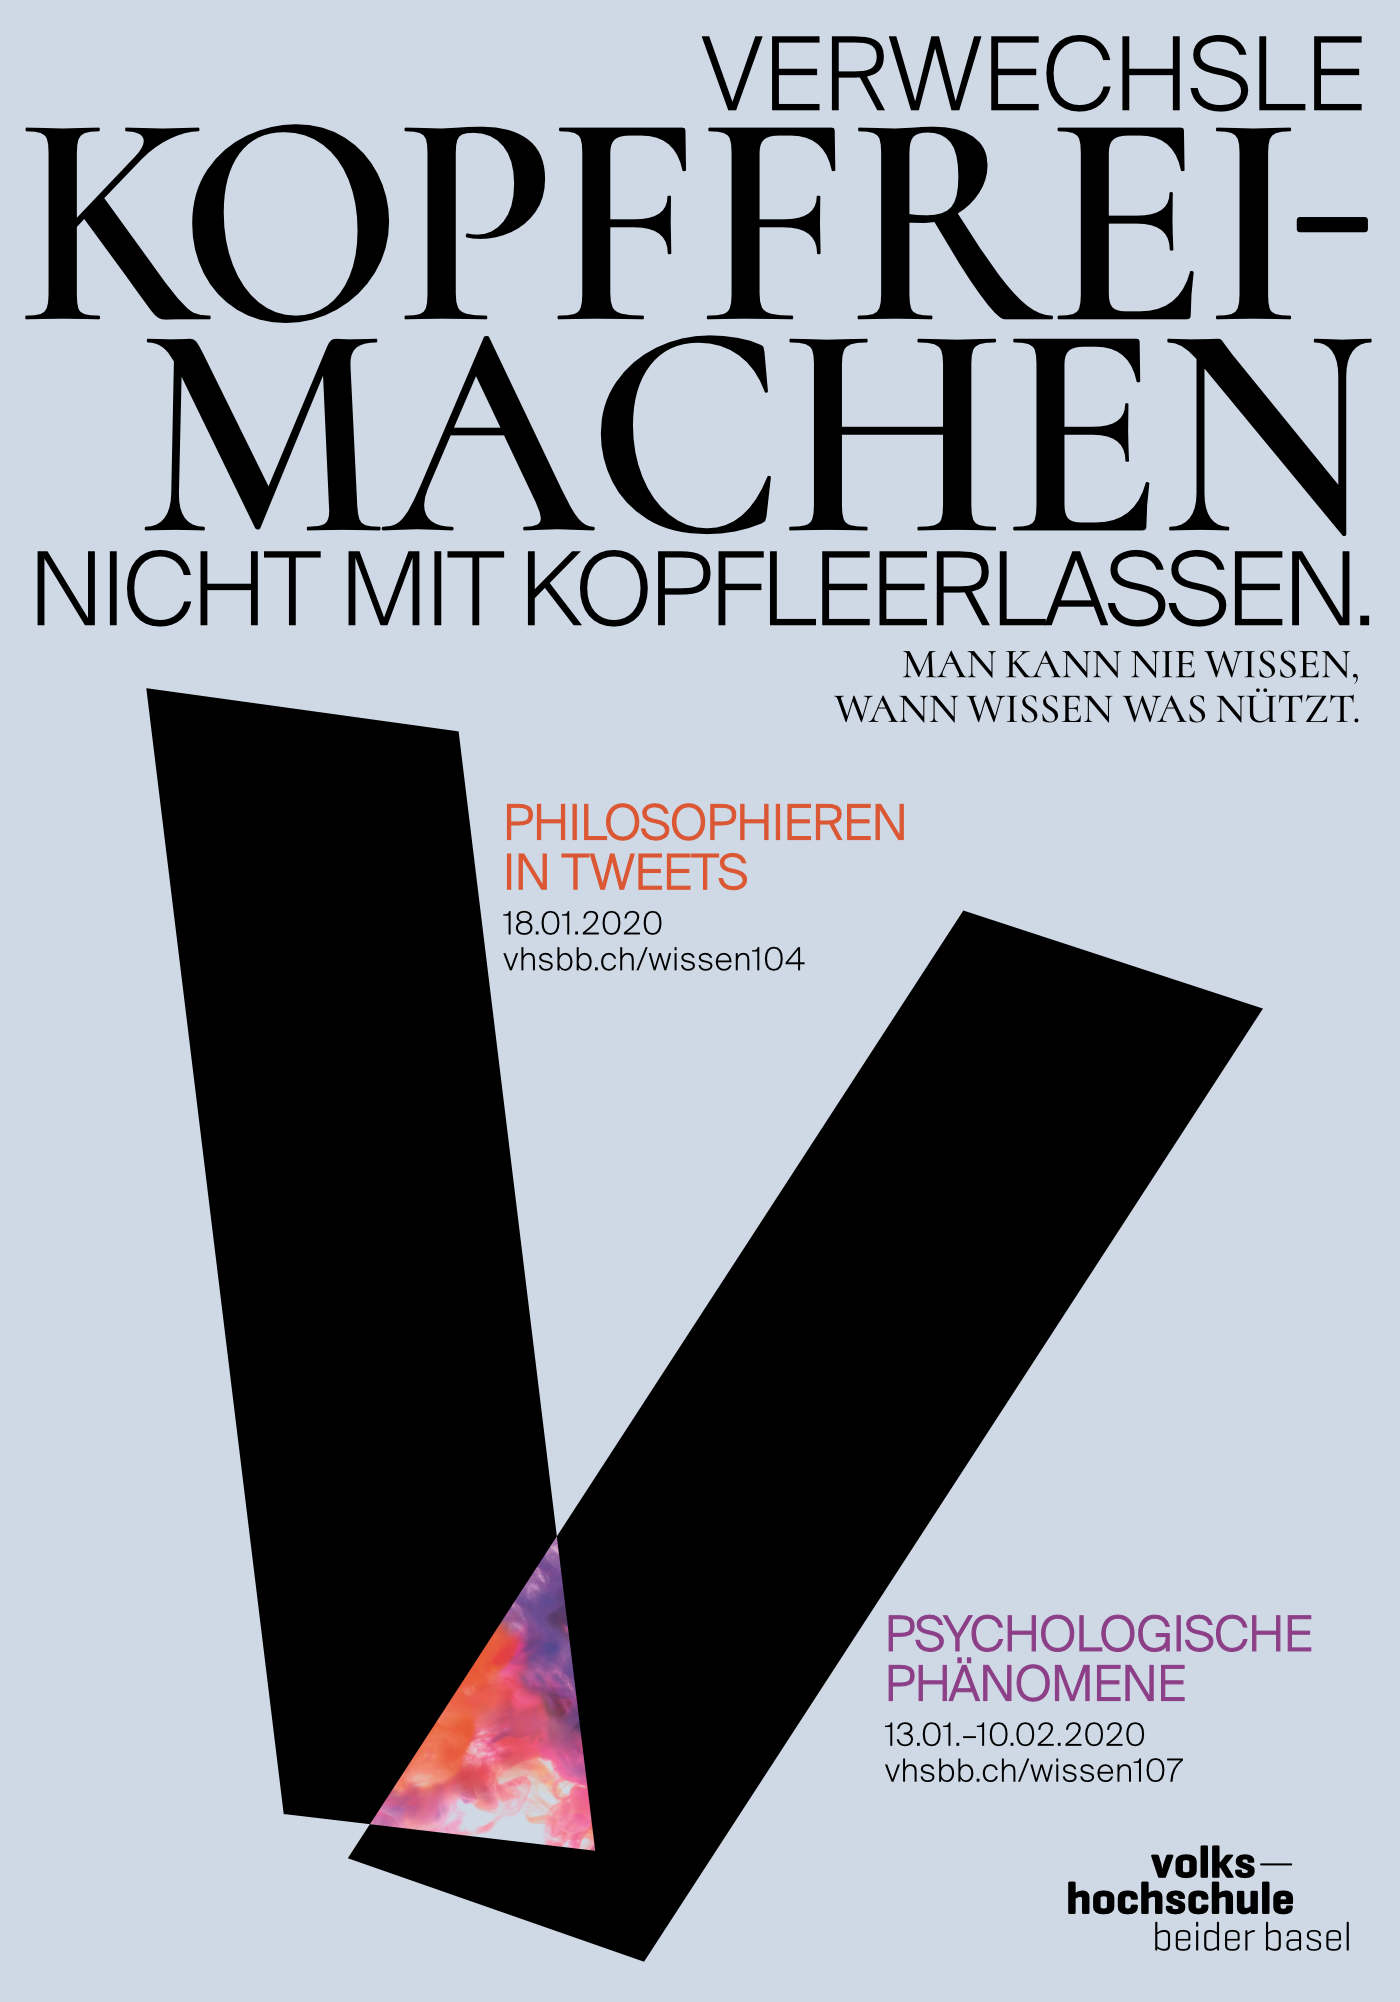 VERWECHSLE
KOPFFREI-
MACHEN
NICHT MIT KOPFLEERLASSEN.
MAN KANN NIE WISSEN,
WANN WISSEN WAS NÜTZT.
PHILOSOPHIEREN
IN TWEETS
18.01.2020
vhsbb.ch/wissen104
PSYCHOLOGISCHE
PHÄNOMENE
13.01.–10.02.2020
vhsbb.ch/wissen107
volks—
hochschule
beider basel